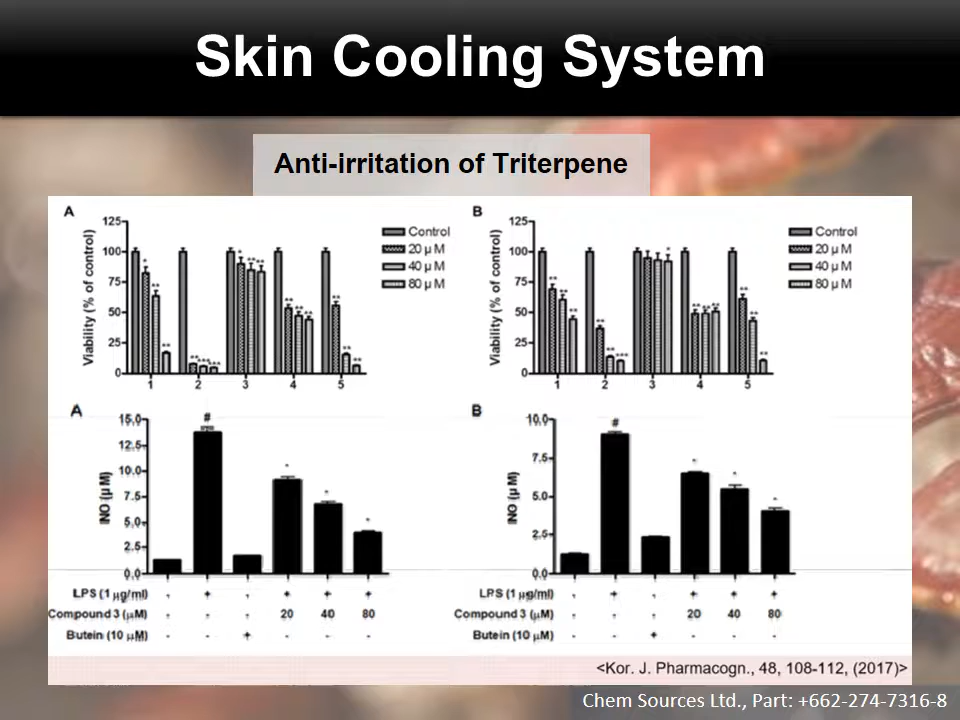 Skin Cooling System
Anti-irritation of Triterpene
A
Viability (% of control)
125
100
75
50
25
0
1 2 3 4 5
Control
20 μM
40 μM
80 μM
B
Viability (% of control)
125
100
75
50
25
0
1 2 3 4 5
Control
20 μM
40 μM
80 μM
A
[NO (μM)
15.0
12.5
10.0
7.5
5.0
2.5
0.0
#
LPS (1 μg/ml) - + - + + +
Compound 3 (μM) - - - 20 40 80
Butein (10 μM) - - + - - -
B
[NO (μM)
10.0
7.5
5.0
2.5
0.0
#
LPS (1 μg/ml) - + - + + +
Compound 3 (μM) - - - 20 40 80
Butein (10 μM) - - + - - -
<Kor. J. Pharmacogn., 48, 108-112, (2017)>
Chem Sources Ltd., Part: +662-274-7316-8